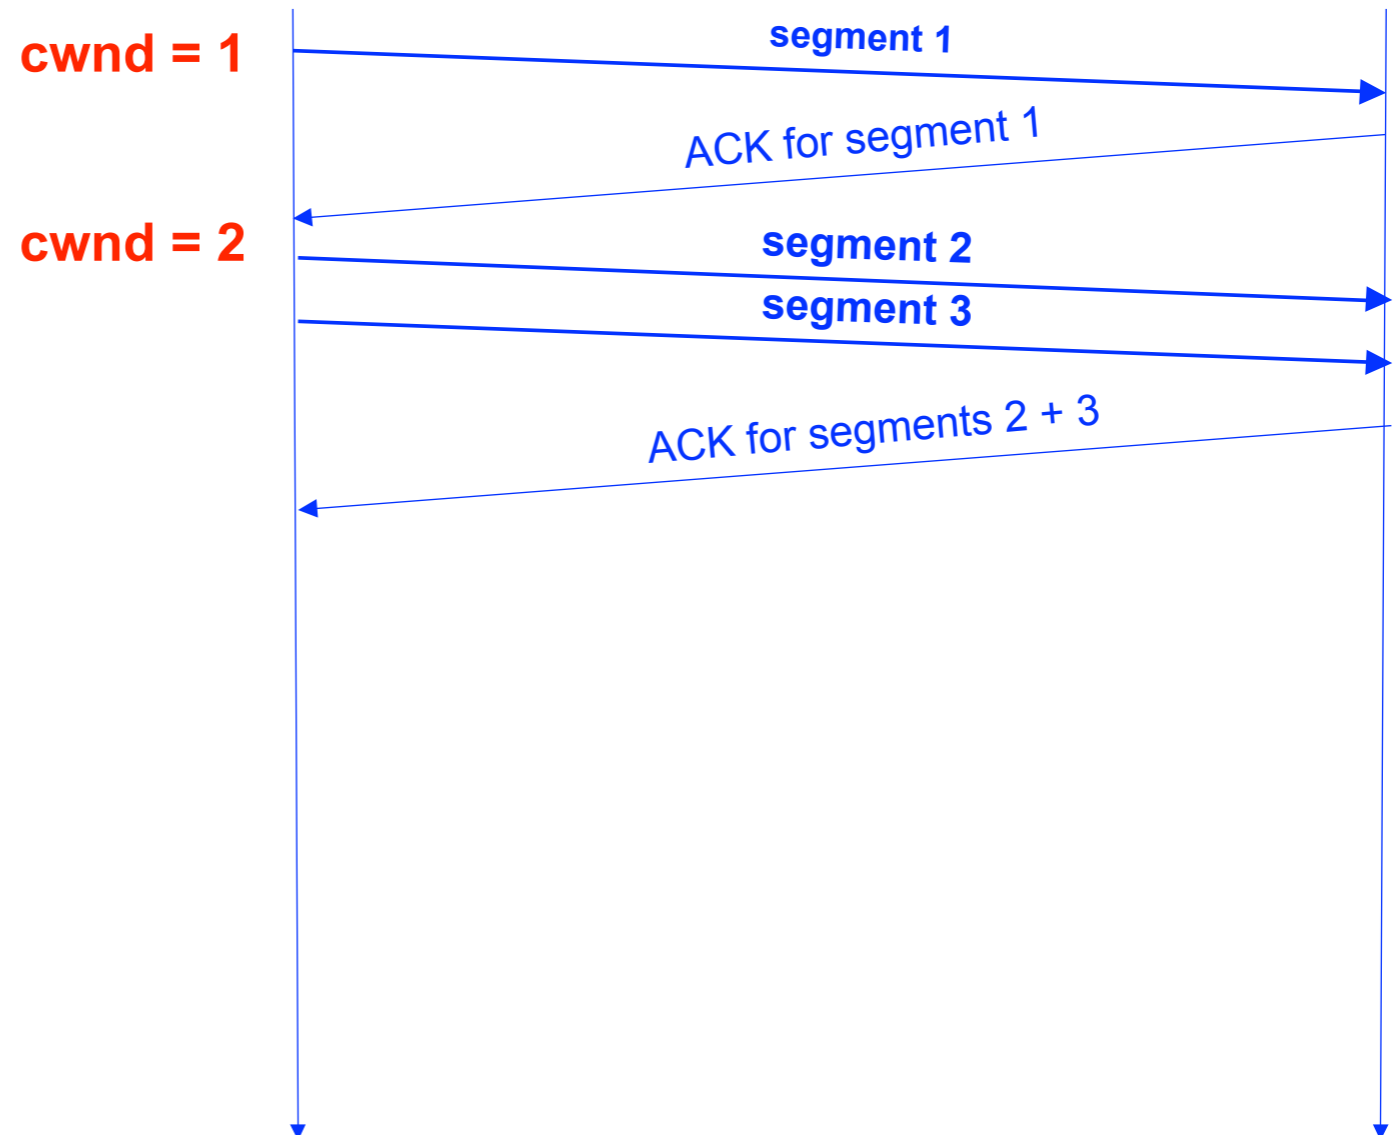 cwnd = 1
segment 1
ACK for segment 1
cwnd = 2
segment 2
segment 3
ACK for segments 2 + 3